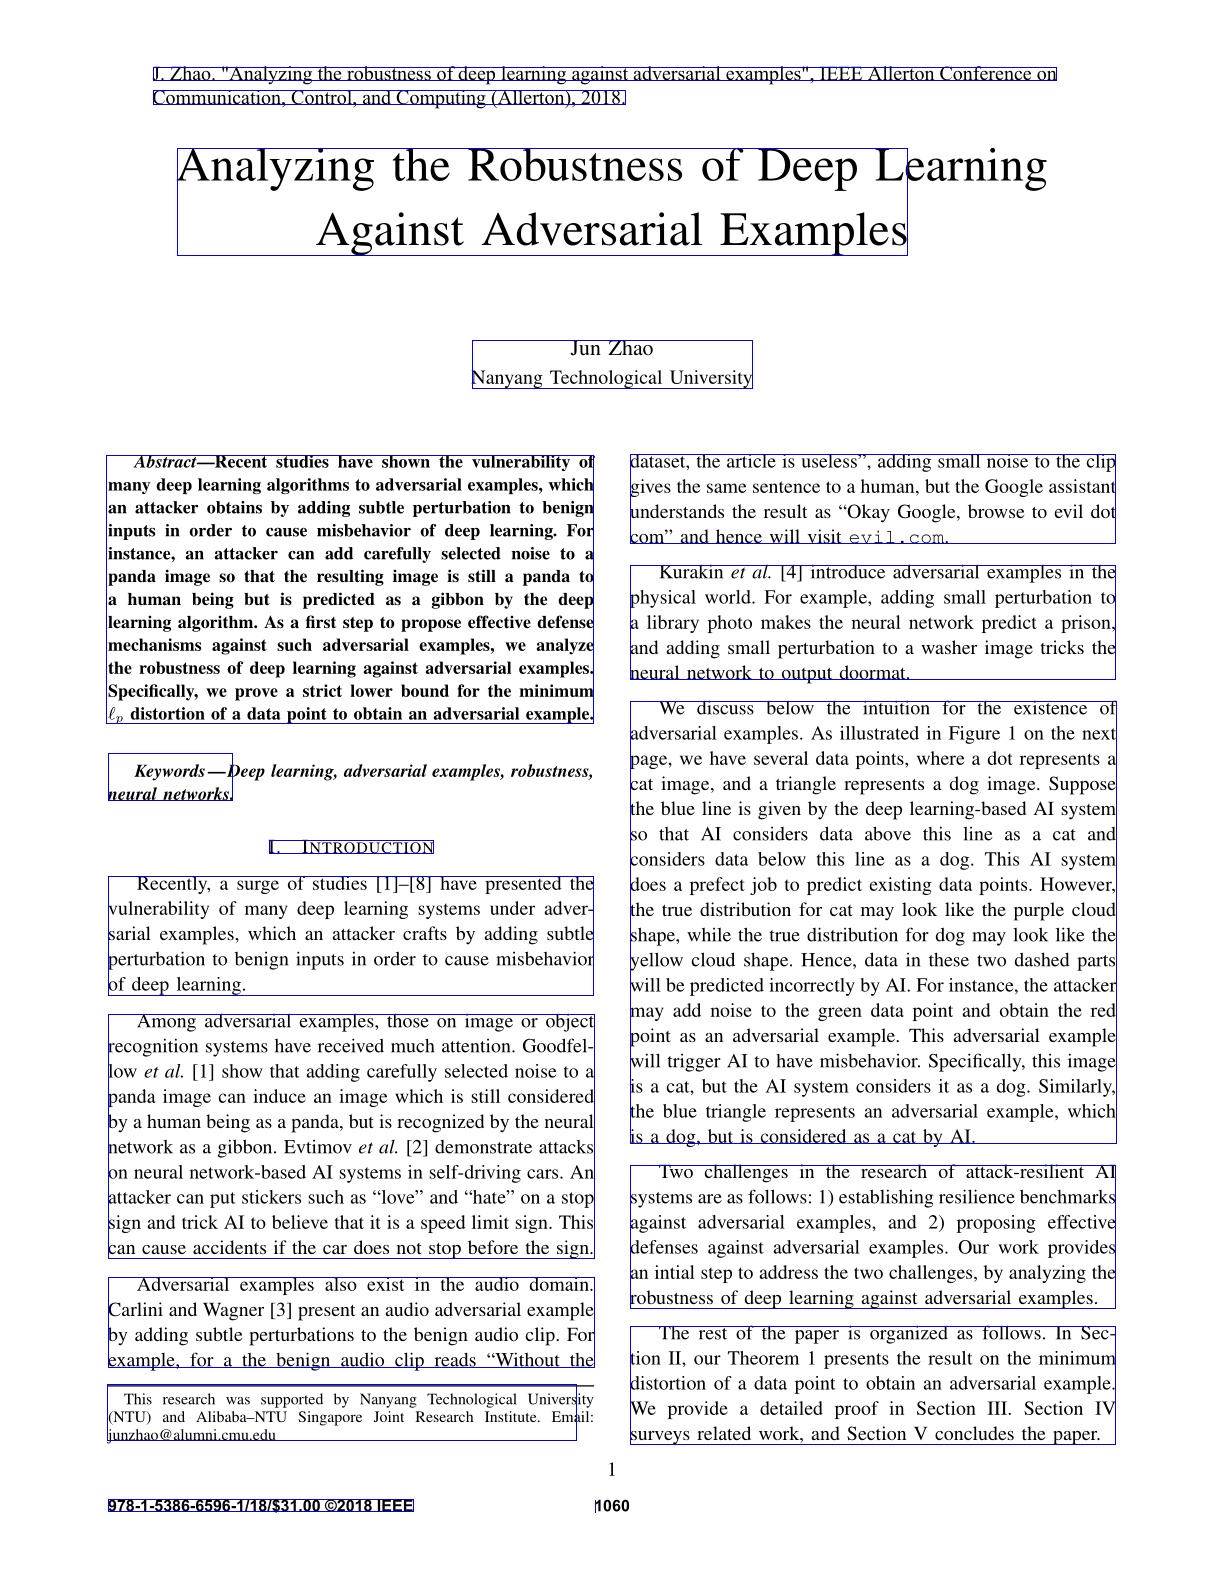 J. Zhao. "Analyzing the robustness of deep learning against adversarial examples", IEEE Allerton Conference on
Communication, Control, and Computing (Allerton), 2018.
Analyzing the Robustness of Deep Learning
Against Adversarial Examples
Jun Zhao
Nanyang Technological University
Abstract—Recent studies have shown the vulnerability of
many deep learning algorithms to adversarial examples, which
an attacker obtains by adding subtle perturbation to benign
inputs in order to cause misbehavior of deep learning. For
instance, an attacker can add carefully selected noise to a
panda image so that the resulting image is still a panda to
a human being but is predicted as a gibbon by the deep
learning algorithm. As a first step to propose effective defense
mechanisms against such adversarial examples, we analyze
the robustness of deep learning against adversarial examples.
Specifically, we prove a strict lower bound for the minimum
ℓp distortion of a data point to obtain an adversarial example.
Keywords—Deep learning, adversarial examples, robustness,
neural networks.
I. INTRODUCTION
Recently, a surge of studies [1]–[8] have presented the
vulnerability of many deep learning systems under adver-
sarial examples, which an attacker crafts by adding subtle
perturbation to benign inputs in order to cause misbehavior
of deep learning.
Among adversarial examples, those on image or object
recognition systems have received much attention. Goodfel-
low et al. [1] show that adding carefully selected noise to a
panda image can induce an image which is still considered
by a human being as a panda, but is recognized by the neural
network as a gibbon. Evtimov et al. [2] demonstrate attacks
on neural network-based AI systems in self-driving cars. An
attacker can put stickers such as “love” and “hate” on a stop
sign and trick AI to believe that it is a speed limit sign. This
can cause accidents if the car does not stop before the sign.
Adversarial examples also exist in the audio domain.
Carlini and Wagner [3] present an audio adversarial example
by adding subtle perturbations to the benign audio clip. For
example, for a the benign audio clip reads “Without the
This research was supported by Nanyang Technological University
(NTU) and Alibaba–NTU Singapore Joint Research Institute. Email:
junzhao@alumni.cmu.edu
dataset, the article is useless”, adding small noise to the clip
gives the same sentence to a human, but the Google assistant
understands the result as “Okay Google, browse to evil dot
com” and hence will visit evil.com.
Kurakin et al. [4] introduce adversarial examples in the
physical world. For example, adding small perturbation to
a library photo makes the neural network predict a prison,
and adding small perturbation to a washer image tricks the
neural network to output doormat.
We discuss below the intuition for the existence of
adversarial examples. As illustrated in Figure 1 on the next
page, we have several data points, where a dot represents a
cat image, and a triangle represents a dog image. Suppose
the blue line is given by the deep learning-based AI system
so that AI considers data above this line as a cat and
considers data below this line as a dog. This AI system
does a prefect job to predict existing data points. However,
the true distribution for cat may look like the purple cloud
shape, while the true distribution for dog may look like the
yellow cloud shape. Hence, data in these two dashed parts
will be predicted incorrectly by AI. For instance, the attacker
may add noise to the green data point and obtain the red
point as an adversarial example. This adversarial example
will trigger AI to have misbehavior. Specifically, this image
is a cat, but the AI system considers it as a dog. Similarly,
the blue triangle represents an adversarial example, which
is a dog, but is considered as a cat by AI.
Two challenges in the research of attack-resilient AI
systems are as follows: 1) establishing resilience benchmarks
against adversarial examples, and 2) proposing effective
defenses against adversarial examples. Our work provides
an intial step to address the two challenges, by analyzing the
robustness of deep learning against adversarial examples.
The rest of the paper is organized as follows. In Sec-
tion II, our Theorem 1 presents the result on the minimum
distortion of a data point to obtain an adversarial example.
We provide a detailed proof in Section III. Section IV
surveys related work, and Section V concludes the paper.
1
978-1-5386-6596-1/18/$31.00 ©2018 IEEE
1060